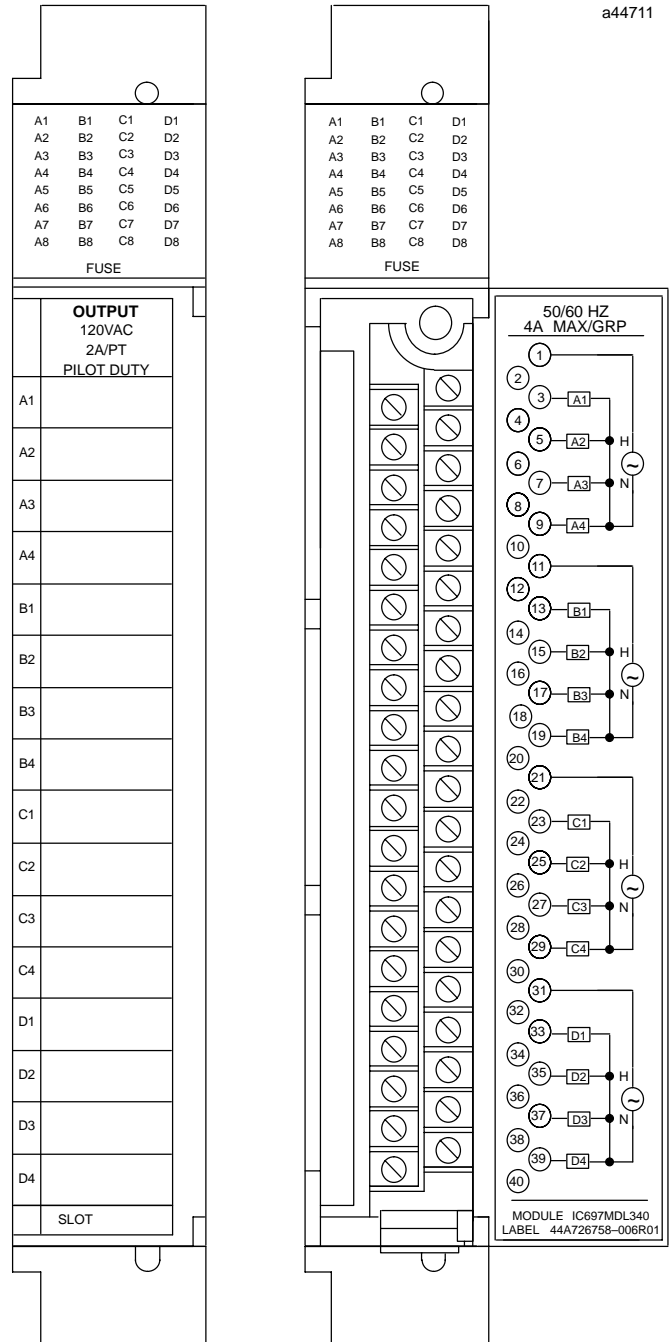 a44711
A1 B1 C1 D1
A2 B2 C2 D2
A3 B3 C3 D3
A4 B4 C4 D4
A5 B5 C5 D5
A6 B6 C6 D6
A7 B7 C7 D7
A8 B8 C8 D8
FUSE
OUTPUT
120VAC
2A/PT
PILOT DUTY
A1
A2
A3
A4
B1
B2
B3
B4
C1
C2
C3
C4
D1
D2
D3
D4
SLOT
A1 B1 C1 D1
A2 B2 C2 D2
A3 B3 C3 D3
A4 B4 C4 D4
A5 B5 C5 D5
A6 B6 C6 D6
A7 B7 C7 D7
A8 B8 C8 D8
FUSE
50/60 HZ
4A MAX/GRP
1
2
3 A1
4
5 A2 H
6 ~
7 A3 N
8
9 A4
10
11
12
13 B1
14
15 B2 H
16 ~
17 B3 N
18
19 B4
20
21
22
23 C1
24
25 C2 H
26 ~
27 C3 N
28
29 C4
30
31
32
33 D1
34
35 D2 H
36 ~
37 D3 N
38
39 D4
40
MODULE IC697MDL340
LABEL 44A726758–006R01